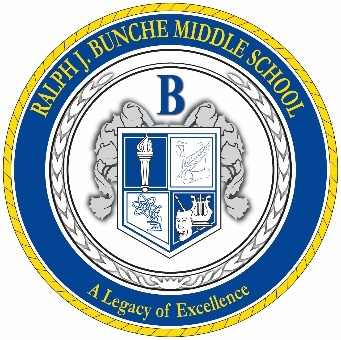 RALPH J. BUNCHE MIDDLE SCHOOL
B
A Legacy of Excellence